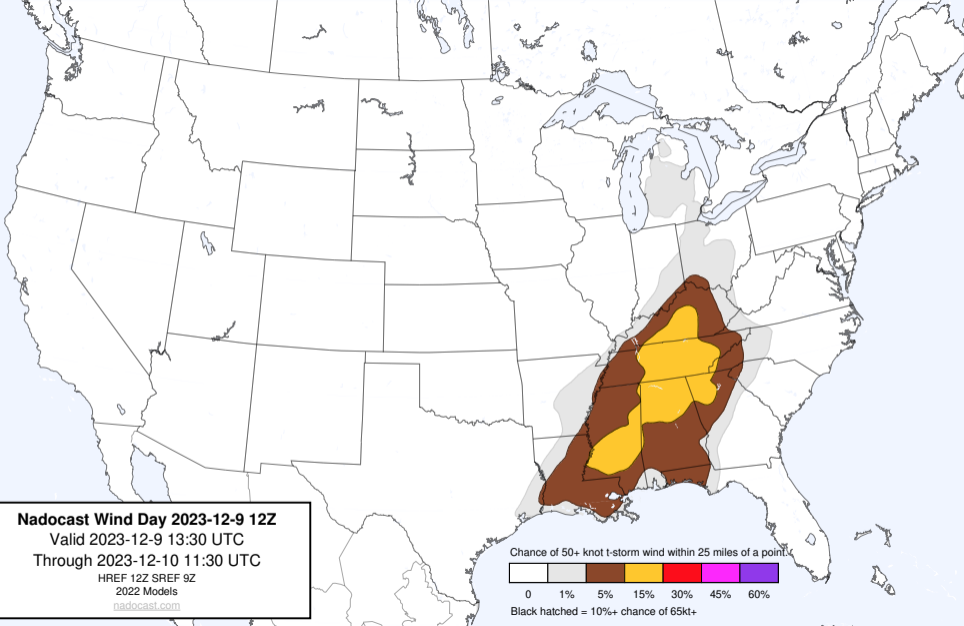 Nadocast Wind Day 2023-12-9 12Z
Valid 2023-12-9 13:30 UTC
Through 2023-12-10 11:30 UTC
HREF 12Z SREF 9Z
2022 Models
nadocast.com
Chance of 50+ knot t-storm wind within 25 miles of a point.
0 1% 5% 15% 30% 45% 60%
Black hatched = 10%+ chance of 65kt+